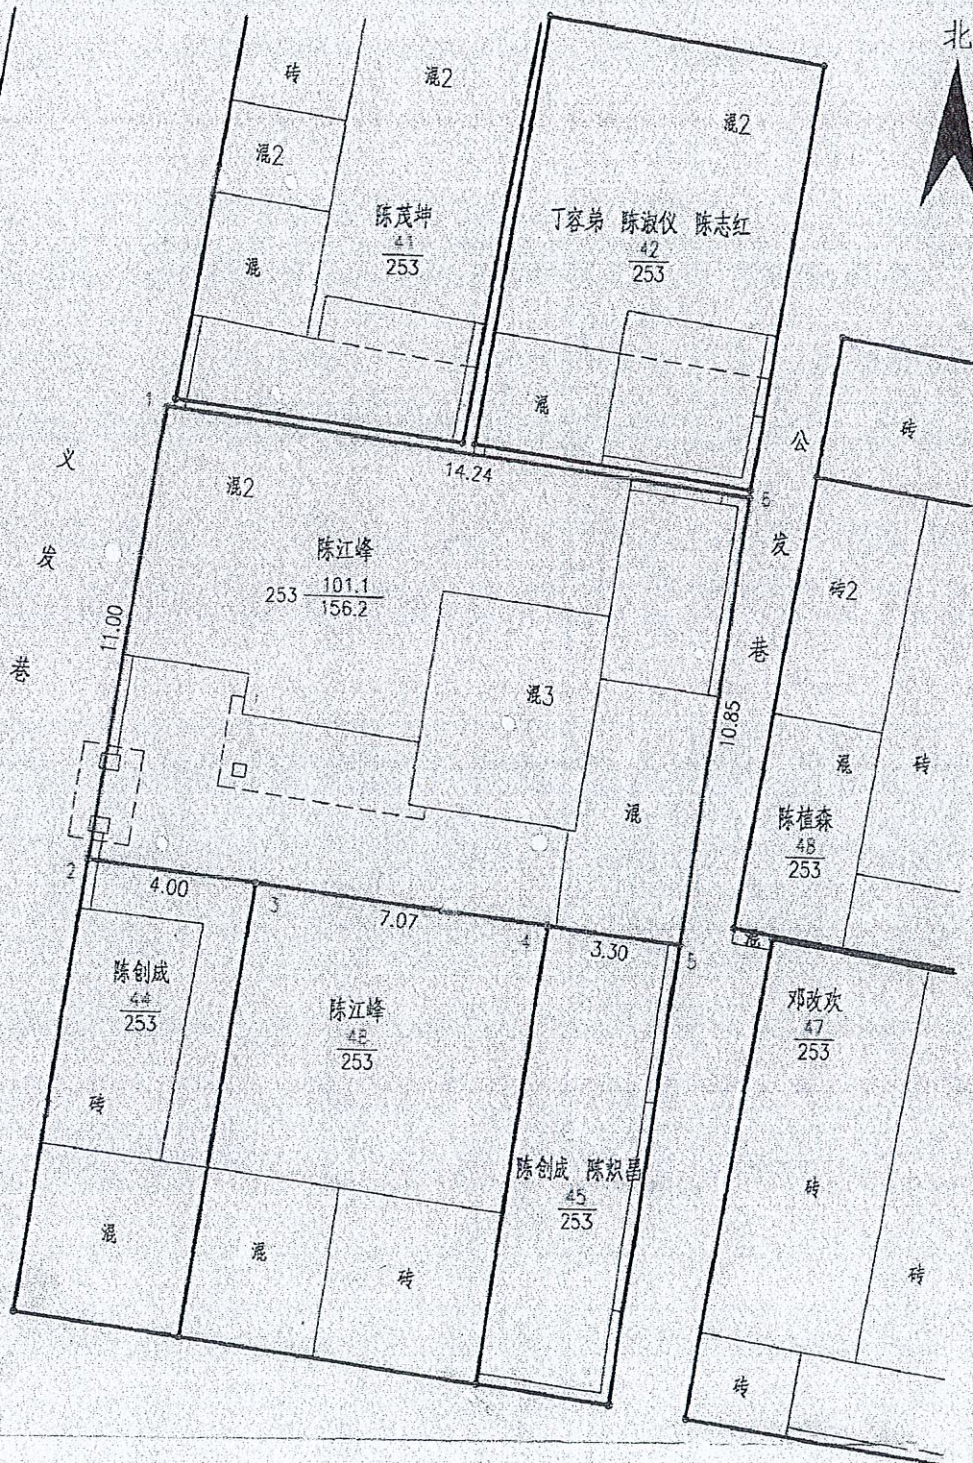 北
砖
混2
混2
混2
陈茂坤
41
253
丁容弟 陈淑仪 陈志红
42
253
混
混
1
14.24
6
公
发
巷
砖
义
发
巷
混2
陈江峰
253 101.1
156.2
11.00
混3
10.85
混
砖2
混
砖
陈植森
48
253
2
4.00
3
7.07
4
3.30
5
混
陈创成
44
253
砖
陈江峰
253
邓改欢
47
253
陈创成 陈炽昌
45
253
砖
混
混
砖
砖
砖